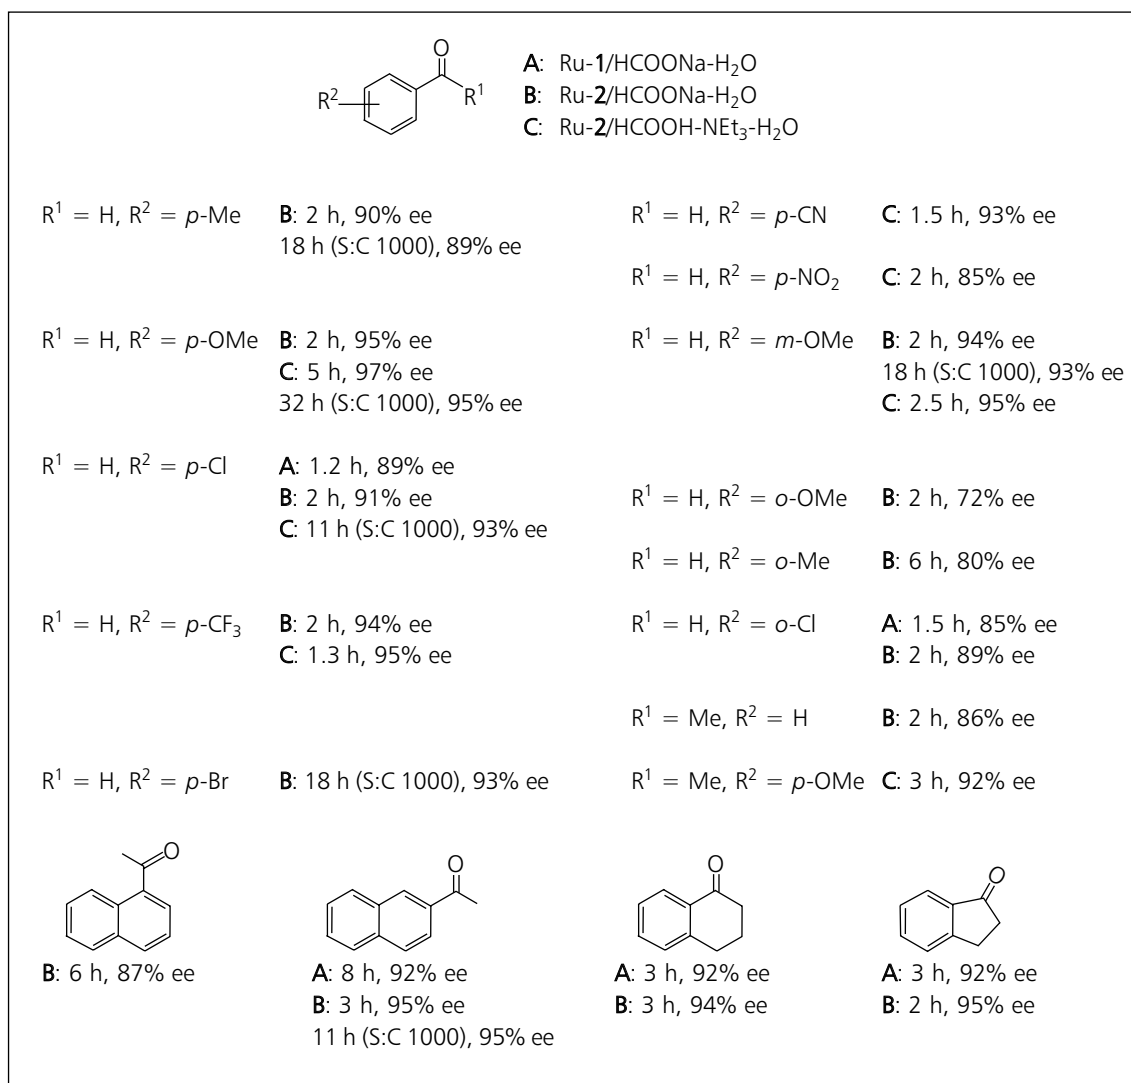 O
R²
R¹
A: Ru-1/HCOONa-H₂O
B: Ru-2/HCOONa-H₂O
C: Ru-2/HCOOH-NEt₃-H₂O
R¹ = H, R² = p-Me B: 2 h, 90% ee
18 h (S:C 1000), 89% ee
R¹ = H, R² = p-OMe B: 2 h, 95% ee
C: 5 h, 97% ee
32 h (S:C 1000), 95% ee
R¹ = H, R² = p-Cl A: 1.2 h, 89% ee
B: 2 h, 91% ee
C: 11 h (S:C 1000), 93% ee
R¹ = H, R² = p-CF₃ B: 2 h, 94% ee
C: 1.3 h, 95% ee
R¹ = H, R² = p-Br B: 18 h (S:C 1000), 93% ee
R¹ = H, R² = p-CN C: 1.5 h, 93% ee
R¹ = H, R² = p-NO₂ C: 2 h, 85% ee
R¹ = H, R² = m-OMe B: 2 h, 94% ee
18 h (S:C 1000), 93% ee
C: 2.5 h, 95% ee
R¹ = H, R² = o-OMe B: 2 h, 72% ee
R¹ = H, R² = o-Me B: 6 h, 80% ee
R¹ = H, R² = o-Cl A: 1.5 h, 85% ee
B: 2 h, 89% ee
R¹ = Me, R² = H B: 2 h, 86% ee
R¹ = Me, R² = p-OMe C: 3 h, 92% ee
O
B: 6 h, 87% ee
O
A: 8 h, 92% ee
B: 3 h, 95% ee
11 h (S:C 1000), 95% ee
O
A: 3 h, 92% ee
B: 3 h, 94% ee
O
A: 3 h, 92% ee
B: 2 h, 95% ee